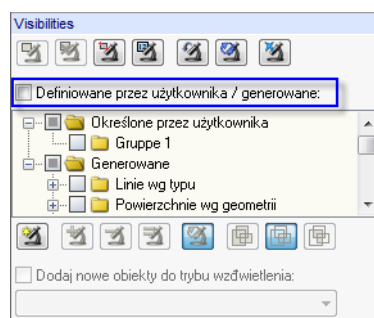 Visibilities
Definiowane przez użytkownika / generowane:
Określone przez użytkownika
Gruppe 1
Generowane
Linie wg typu
Powierzchnie wg geometrii
Dodaj nowe obiekty do trybu wzdwietlenia: